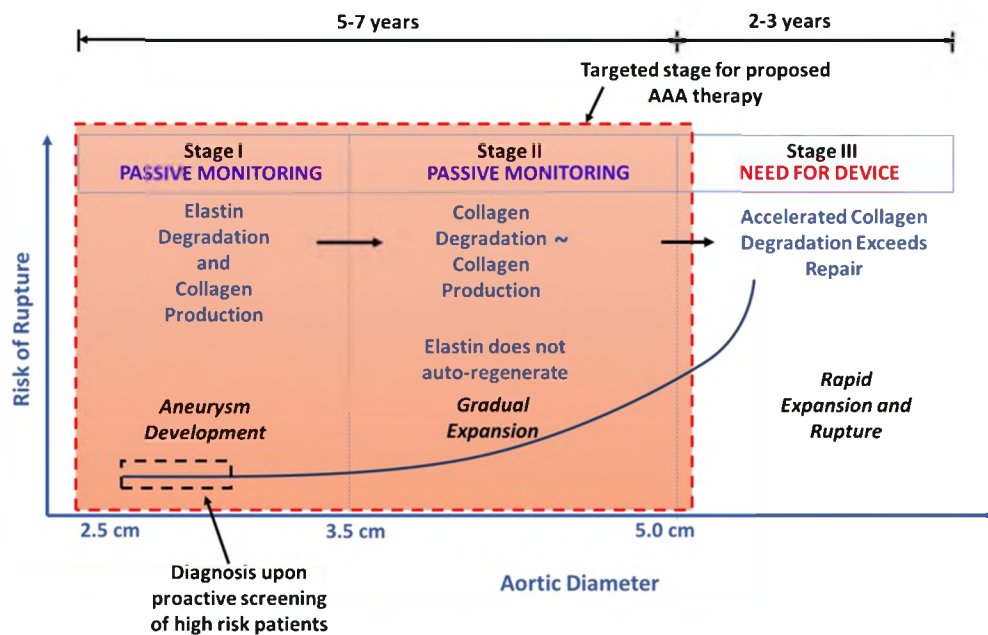 5-7 years
2-3 years
Targeted stage for proposed
AAA therapy
Stage I
PASSIVE MONITORING
Stage II
PASSIVE MONITORING
Stage III
NEED FOR DEVICE
Elastin
Degradation
and
Collagen
Production
Collagen
Degradation ~
Collagen
Production
Elastin does not
auto-regenerate
Accelerated Collagen
Degradation Exceeds
Repair
Aneurysm
Development
Gradual
Expansion
Rapid
Expansion and
Rupture
Risk of Rupture
2.5 cm
3.5 cm
5.0 cm
Diagnosis upon
proactive screening
of high risk patients
Aortic Diameter